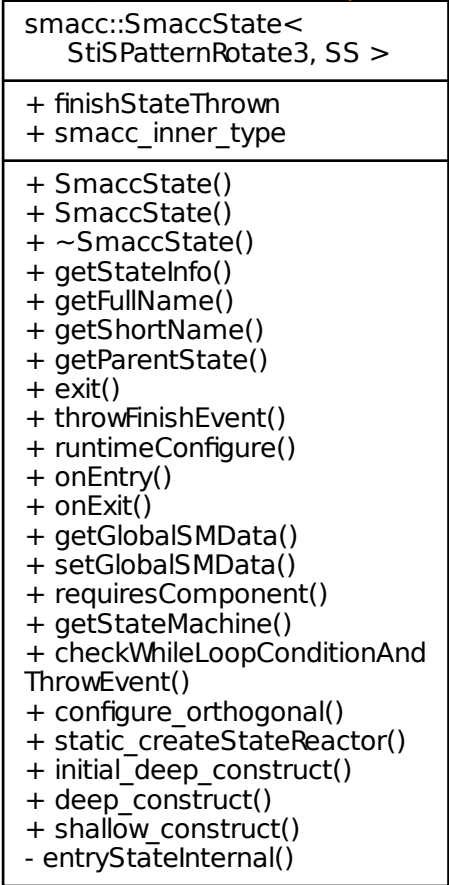 smacc::SmaccState<
StiSPatternRotate3, SS >
+ finishStateThrown
+ smacc_inner_type
+ SmaccState()
+ SmaccState()
+ ~SmaccState()
+ getStateInfo()
+ getFullName()
+ getShortName()
+ getParentState()
+ exit()
+ throwFinishEvent()
+ runtimeConfigure()
+ onEntry()
+ onExit()
+ getGlobalSMData()
+ setGlobalSMData()
+ requiresComponent()
+ getStateMachine()
+ checkWhileLoopConditionAnd
ThrowEvent()
+ configure_orthogonal()
+ static_createStateReactor()
+ initial_deep_construct()
+ deep_construct()
+ shallow_construct()
- entryStateInternal()